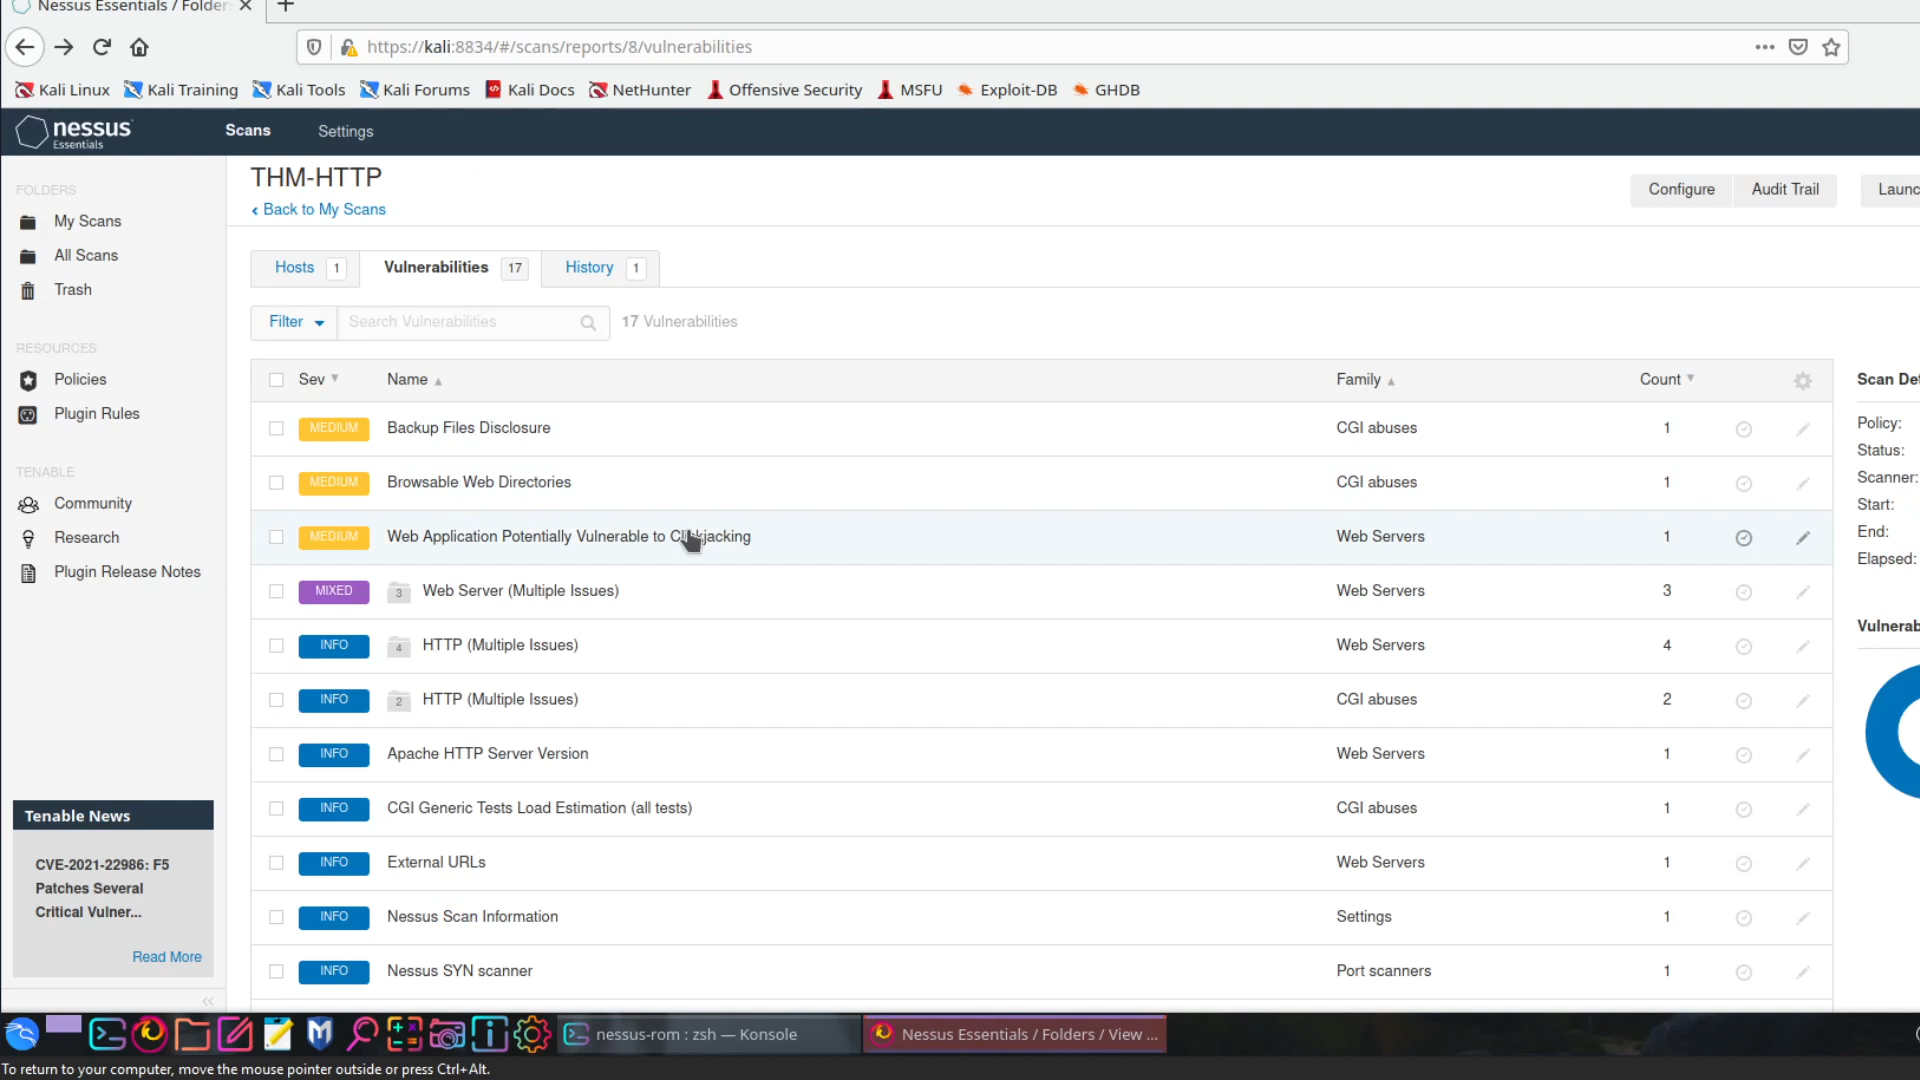 Nessus Essentials / Folder
https://kali:8834/#/scans/reports/8/vulnerabilities
Kali Linux Kali Training Kali Tools Kali Forums Kali Docs NetHunter Offensive Security MSFU Exploit-DB GHDB
nessus
Essentials
Scans Settings
FOLDERS
My Scans
All Scans
Trash
RESOURCES
Policies
Plugin Rules
TENABLE
Community
Research
Plugin Release Notes
Tenable News
CVE-2021-22986: F5
Patches Several
Critical Vulner...
Read More
THM-HTTP
Back to My Scans
Configure Audit Trail Launc
Hosts 1 Vulnerabilities 17 History 1
Filter Search Vulnerabilities 17 Vulnerabilities
Sev Name Family Count
MEDIUM Backup Files Disclosure CGI abuses 1
MEDIUM Browsable Web Directories CGI abuses 1
MEDIUM Web Application Potentially Vulnerable to Clickjacking Web Servers 1
MIXED 3 Web Server (Multiple Issues) Web Servers 3
INFO 4 HTTP (Multiple Issues) Web Servers 4
INFO 2 HTTP (Multiple Issues) CGI abuses 2
INFO Apache HTTP Server Version Web Servers 1
INFO CGI Generic Tests Load Estimation (all tests) CGI abuses 1
INFO External URLs Web Servers 1
INFO Nessus Scan Information Settings 1
INFO Nessus SYN scanner Port scanners 1
Scan De
Policy:
Status:
Scanner:
Start:
End:
Elapsed:
Vulnerab
nessus-rom : zsh — Konsole Nessus Essentials / Folders / View ...
To return to your computer, move the mouse pointer outside or press Ctrl+Alt.